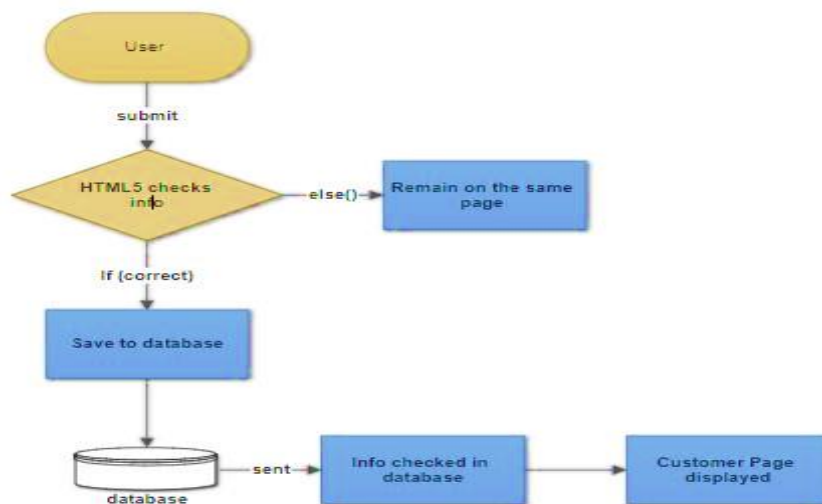 User
submit
HTML5 checks
info
else()
Remain on the same
page
If (correct)
Save to database
database
sent
Info checked in
database
Customer Page
displayed